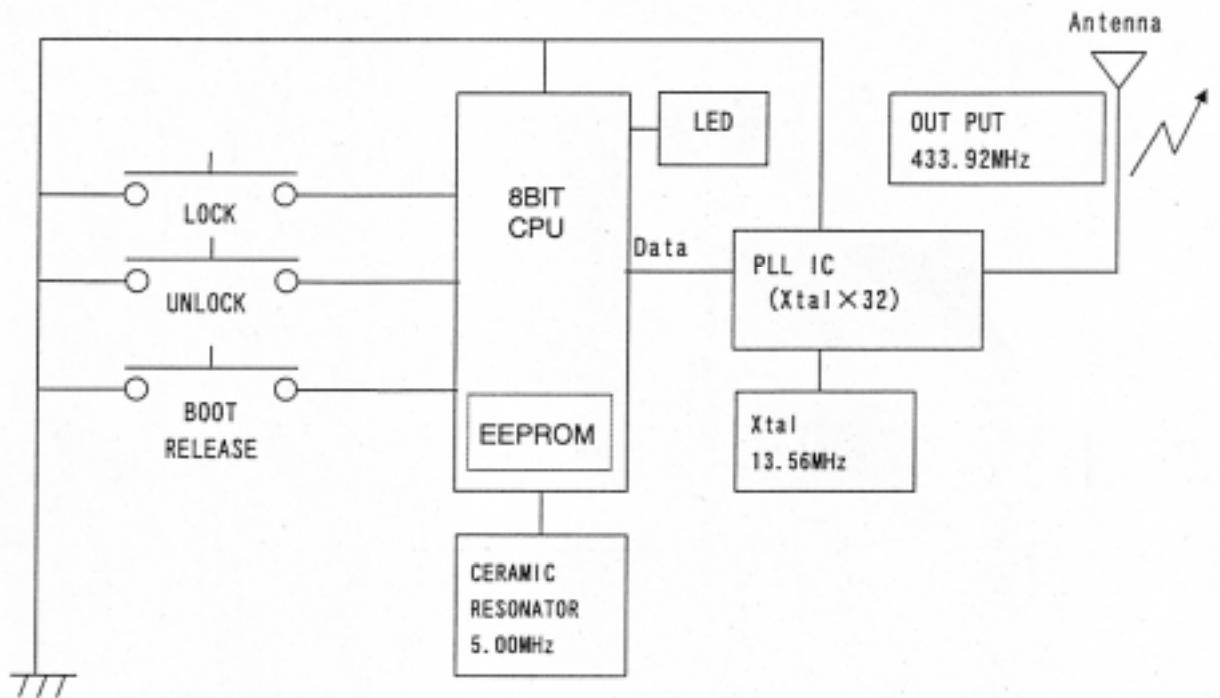 Antenna
LED
OUT PUT
433.92MHz
LOCK
8BIT
CPU
Data
UNLOCK
PLL IC
(Xtal×32)
BOOT
RELEASE
EEPROM
Xtal
13.56MHz
CERAMIC
RESONATOR
5.00MHz